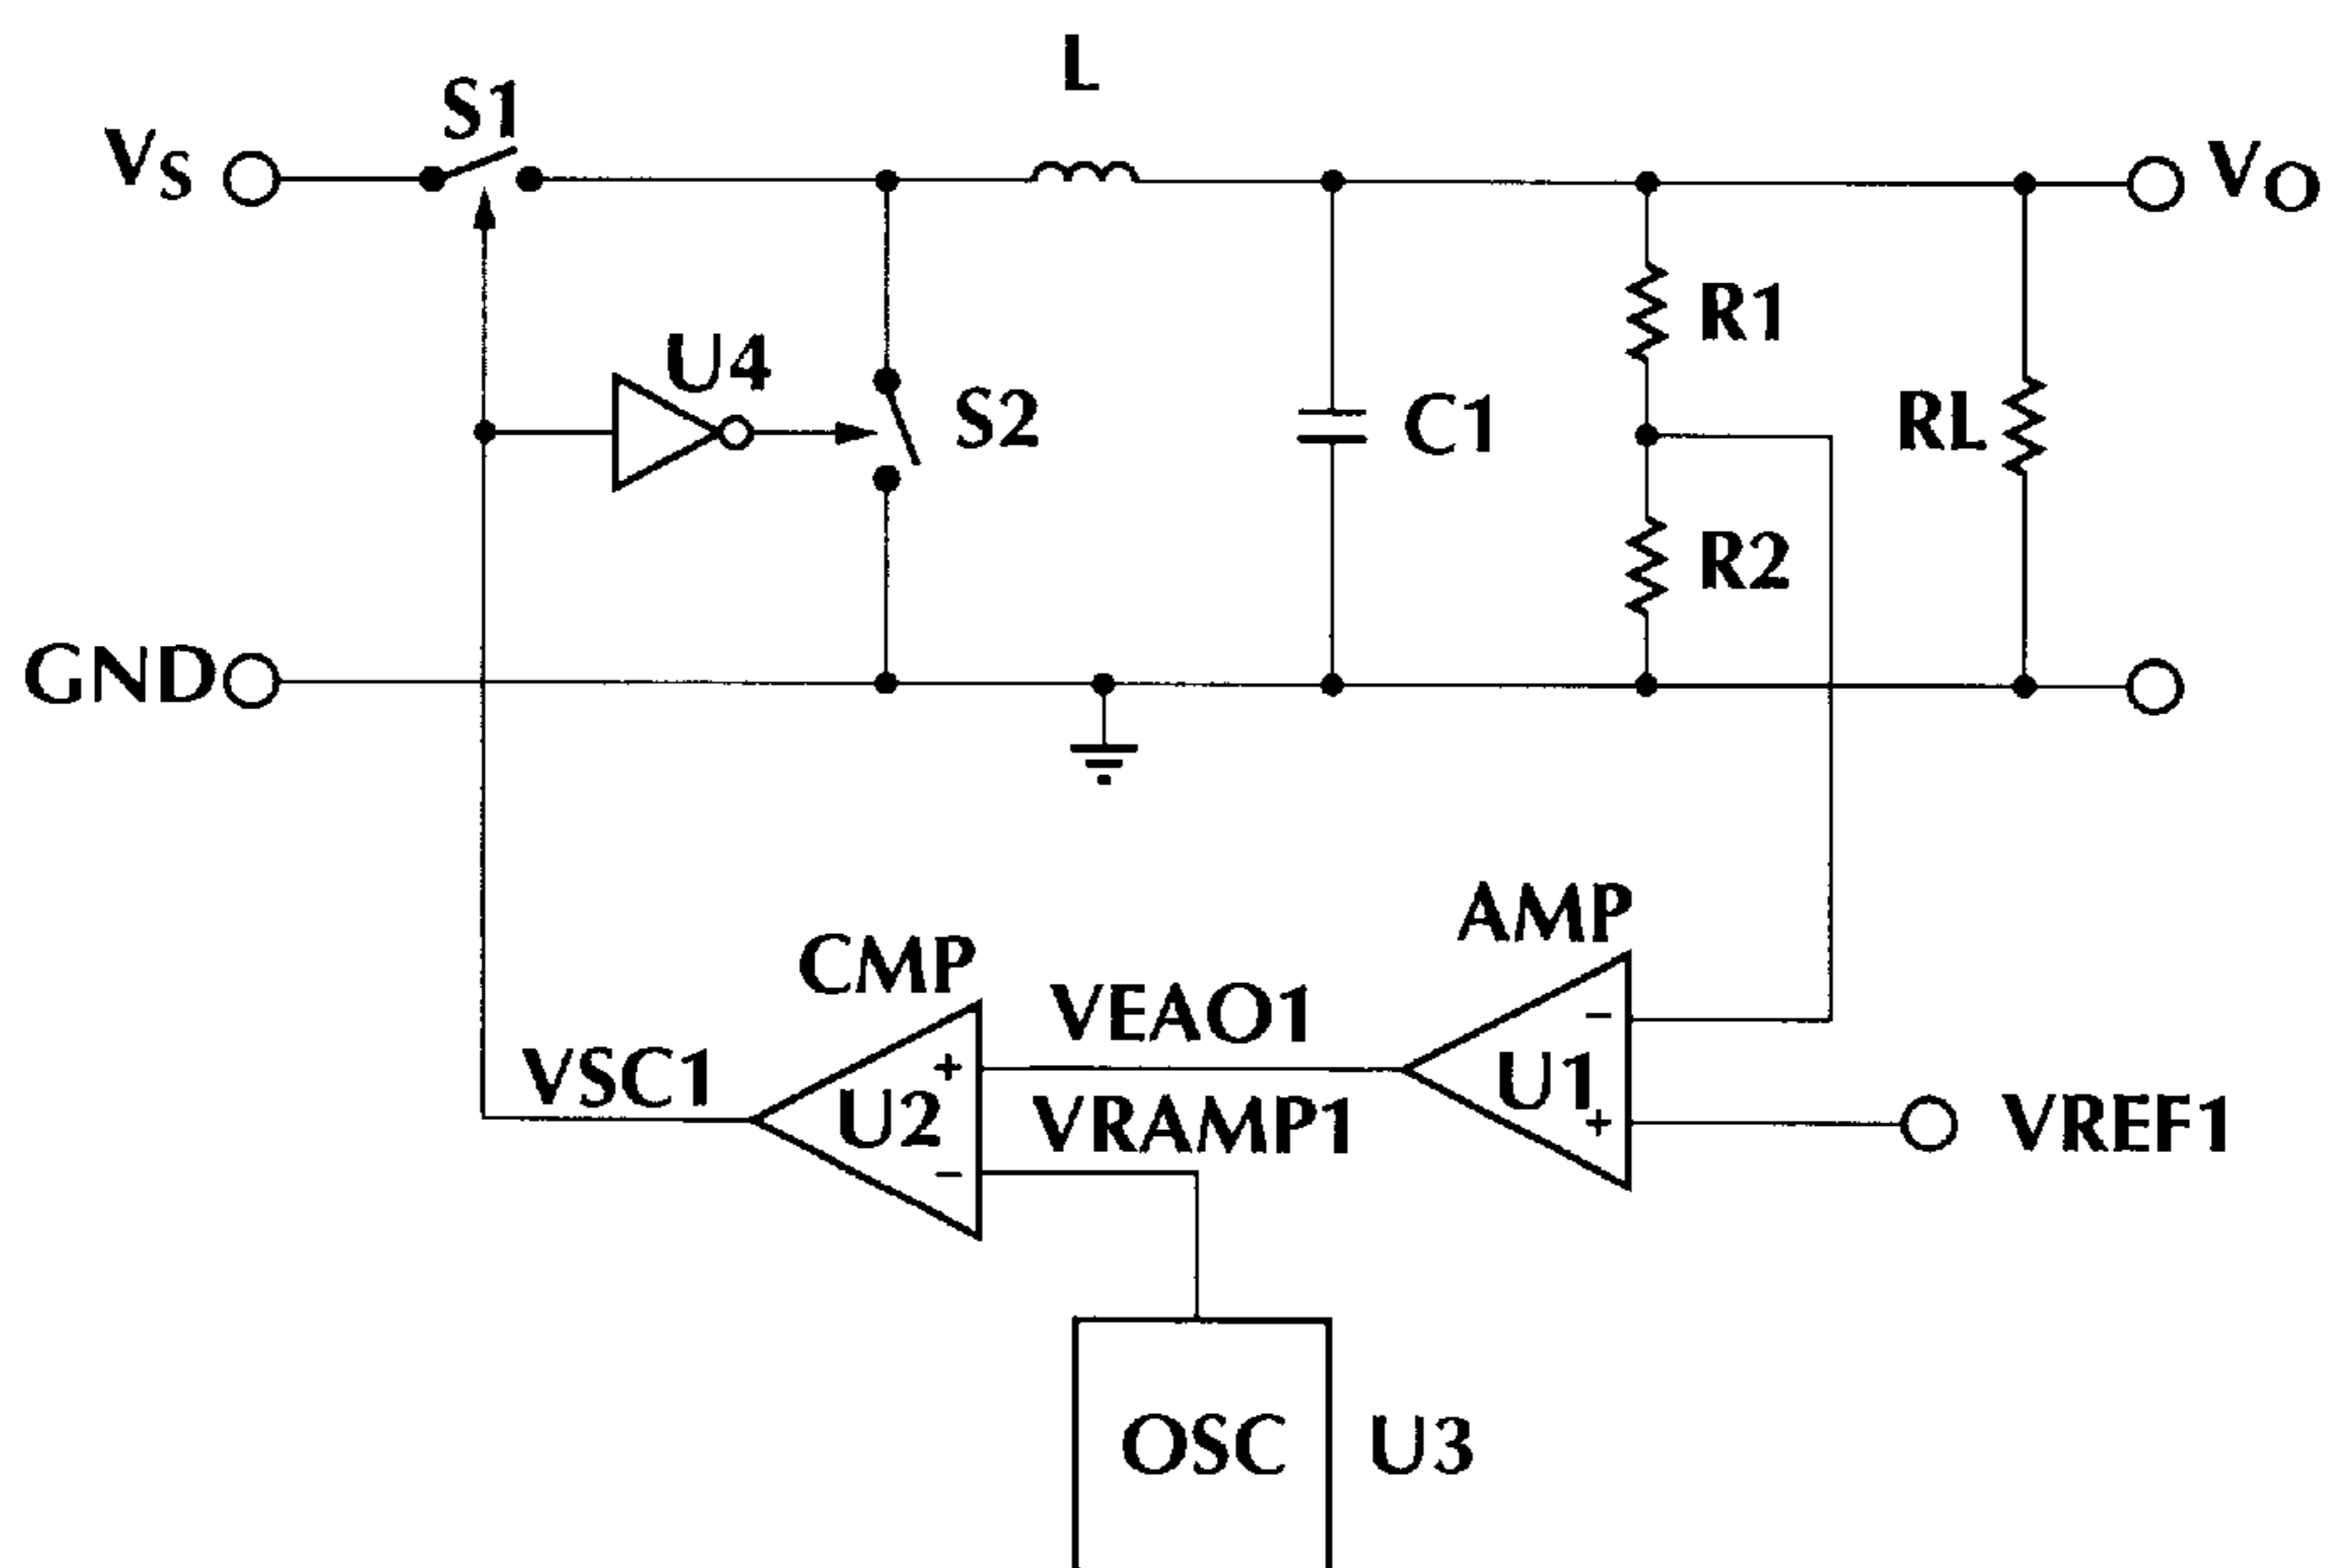 L
S1
VS
VO
R1
U4
S2
C1
RL
R2
GND
AMP
CMP
VEAO1
−
VSC1
+
U2
U1
VRAMP1
+
VREF1
−
OSC
U3